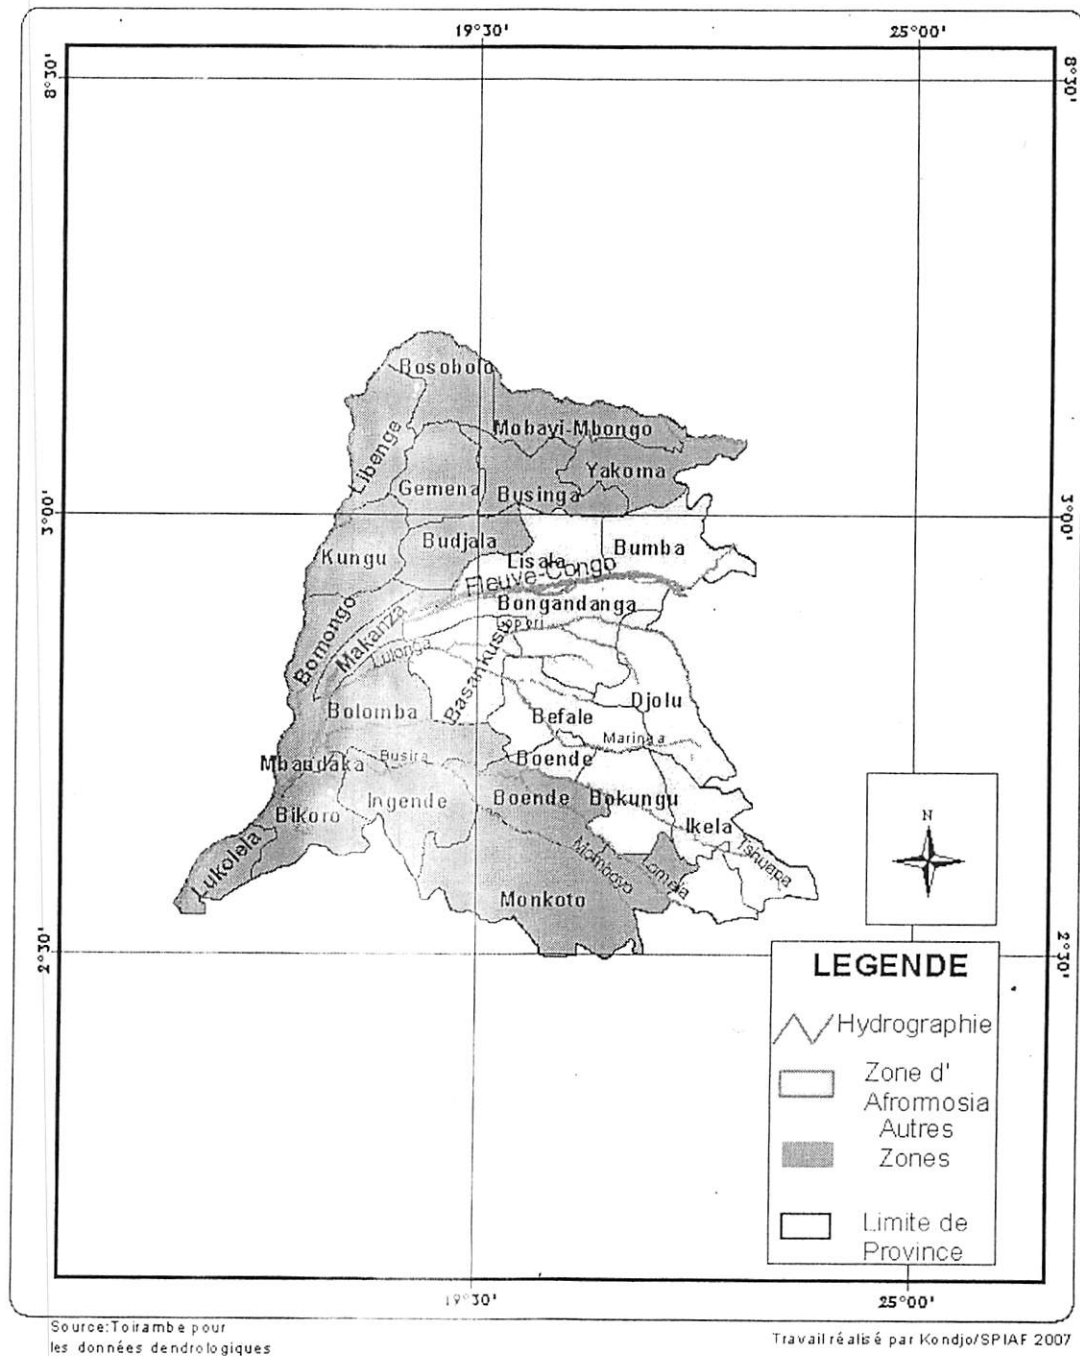 19°30' 25°00'
8°30' 8°30'
Bosobolo
Mobayi-Mbongo
Libenge
Yakoma
Gemena
Businga
3°00' 3°00'
Budjala
Bumba
Kungu
Lisala
Fleuve-Congo
Bongandanga
Bomongo
Makanza
Lopori
Lulonga
Basankusu
Djolu
Bolomba
Befale
Maringa
Mbandaka
Busira
Boende
Ingende
Boende
Bokungu
Bikoro
Ikela
Lukolela
Momboyo
Lomela
Tshuapa
Monkoto
N
2°30' 2°30'
LEGENDE
Hydrographie
Zone d'
Afrormosia
Autres
Zones
Limite de
Province
19°30' 25°00'
Source:Toirambe pour
les données dendrologiques
Travail réalisé par Kondjo/SPIAF 2007